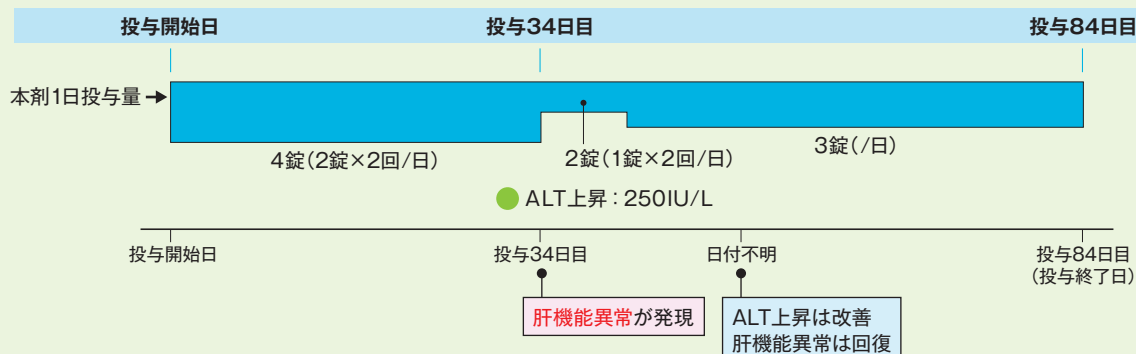 投与開始日 投与34日目 投与84日目
本剤1日投与量
4錠(2錠×2回/日) 2錠(1錠×2回/日) 3錠(/日)
ALT上昇：250IU/L
投与開始日 投与34日目 日付不明 投与84日目
(投与終了日)
肝機能異常が発現
ALT上昇は改善
肝機能異常は回復